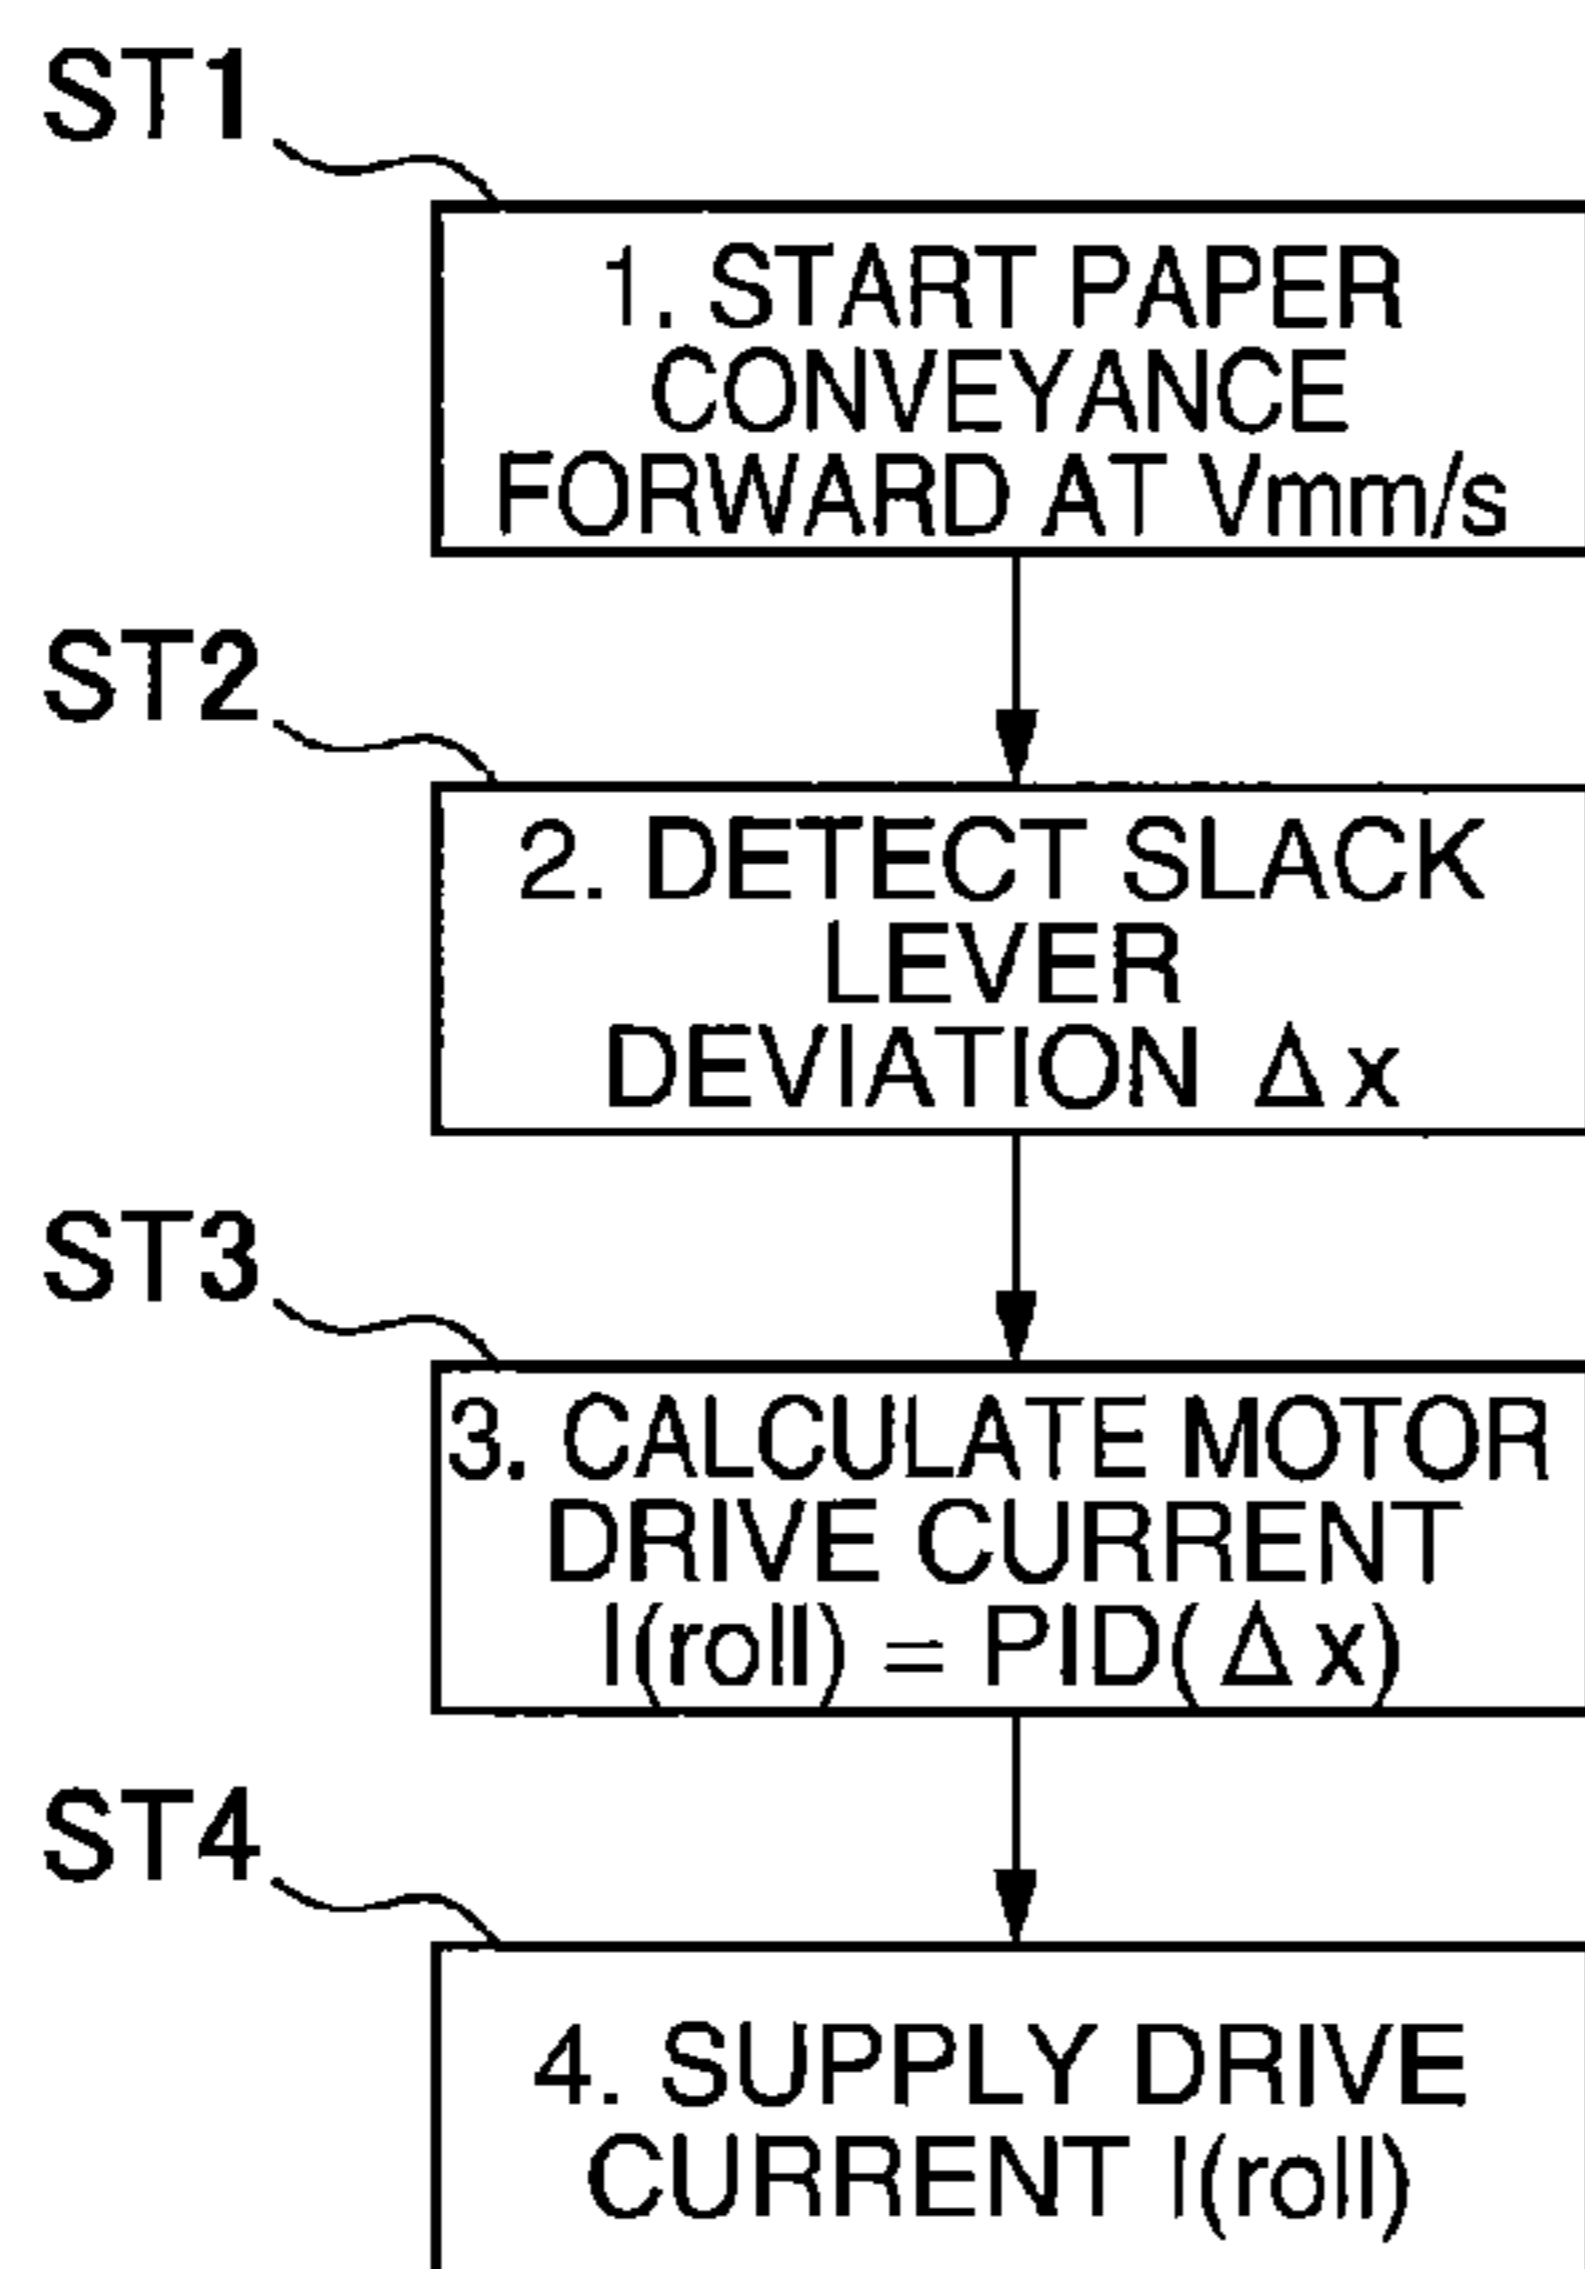 ST1
1. START PAPER
CONVEYANCE
FORWARD AT Vmm/s
ST2
2. DETECT SLACK
LEVER
DEVIATION Δx
ST3
3. CALCULATE MOTOR
DRIVE CURRENT
I(roll) = PID(Δx)
ST4
4. SUPPLY DRIVE
CURRENT I(roll)